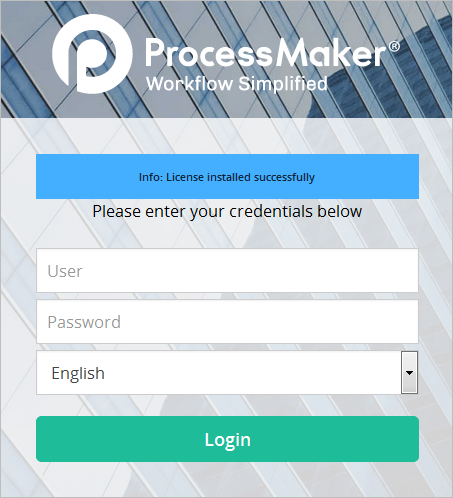 ProcessMaker®
Workflow Simplified
Info: License installed successfully
Please enter your credentials below
User
Password
English
Login